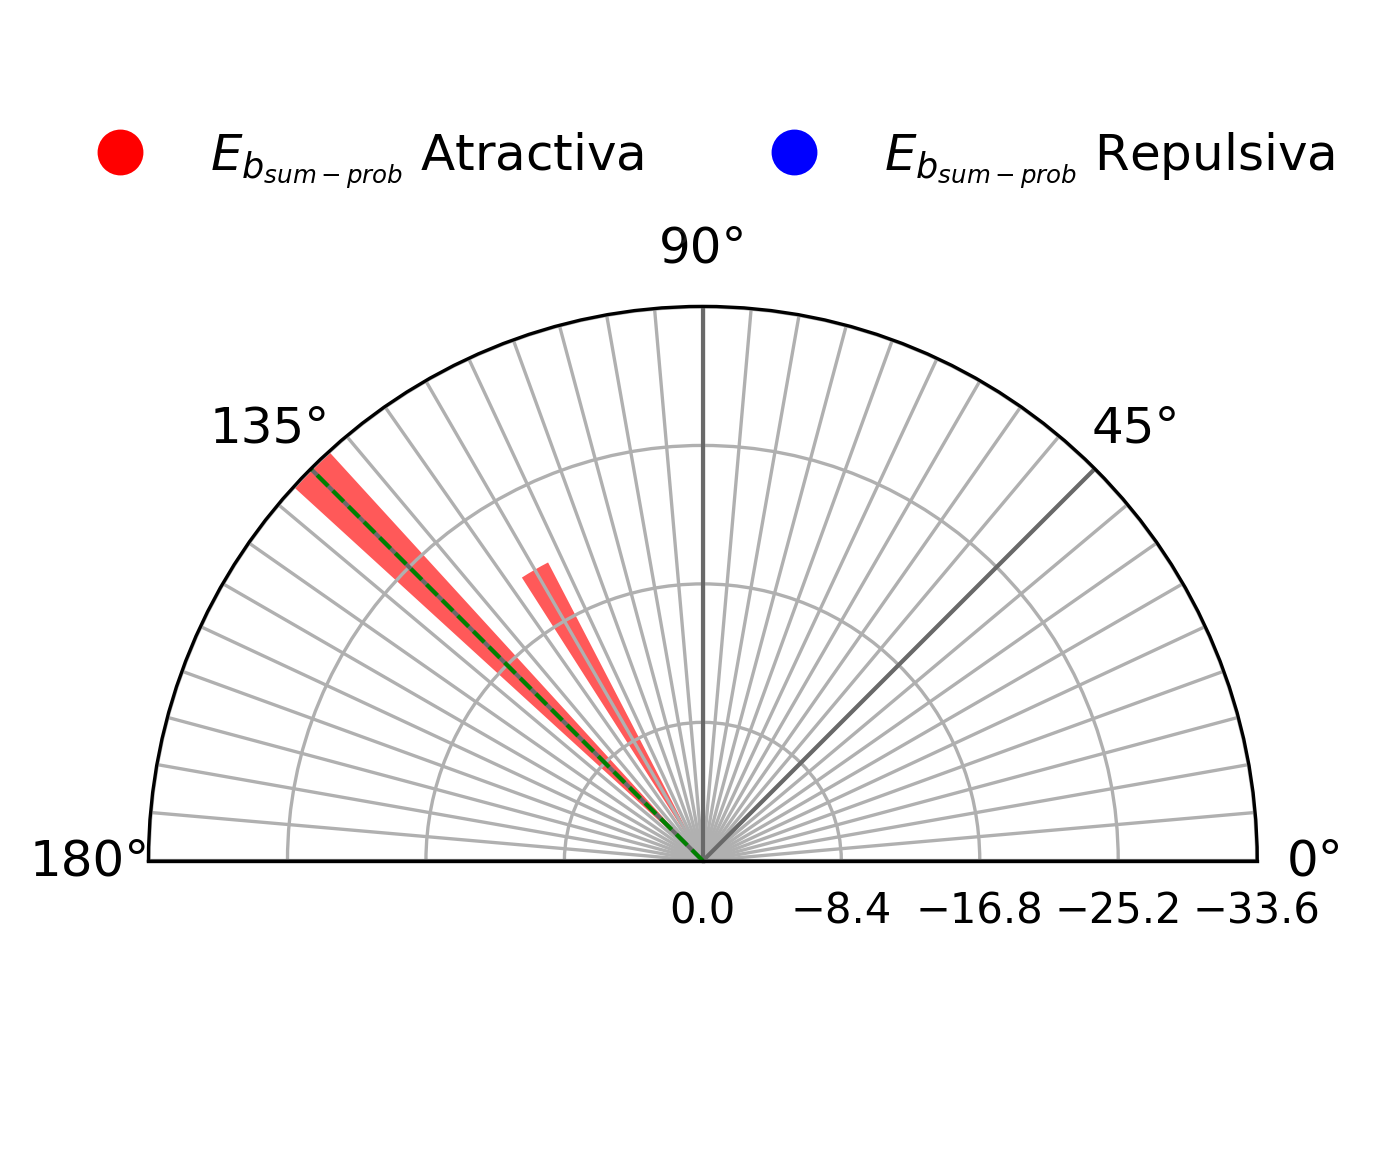 E_{b_{sum-prob}} Atractiva E_{b_{sum-prob}} Repulsiva
90°
135° 45°
180° 0°
0.0 −8.4 −16.8 −25.2 −33.6